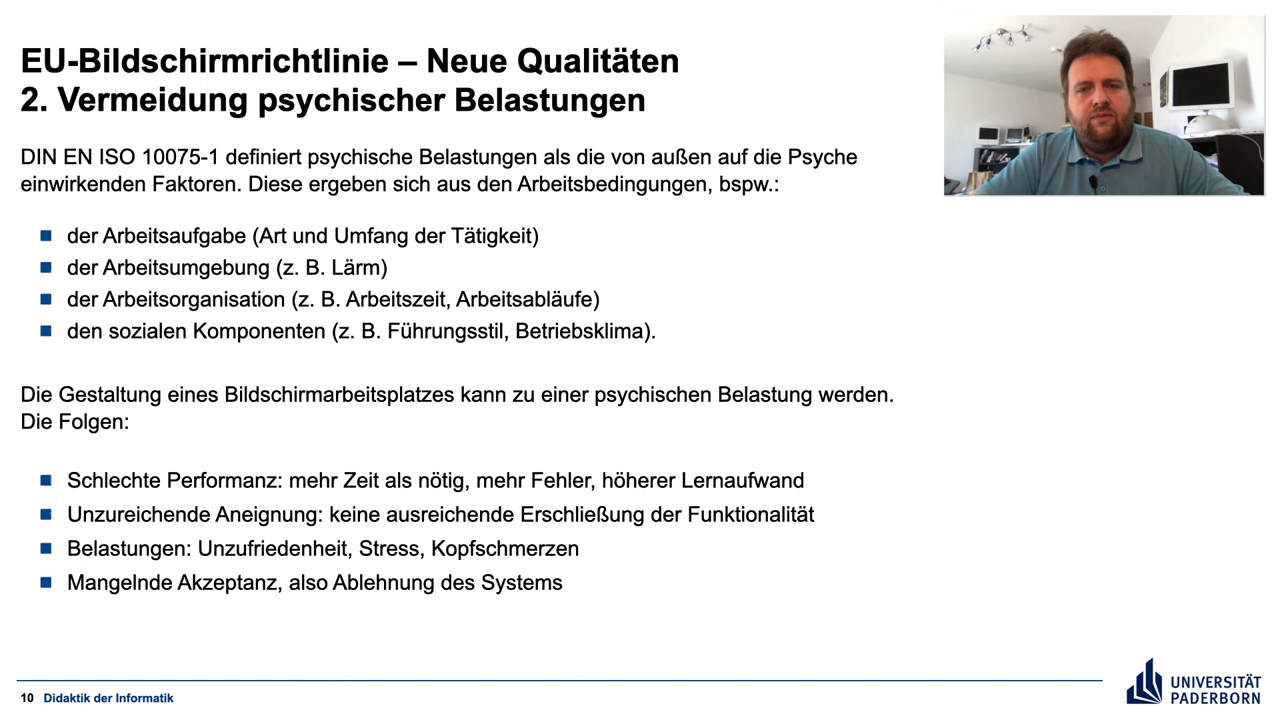 EU-Bildschirmrichtlinie – Neue Qualitäten
2. Vermeidung psychischer Belastungen
DIN EN ISO 10075-1 definiert psychische Belastungen als die von außen auf die Psyche
einwirkenden Faktoren. Diese ergeben sich aus den Arbeitsbedingungen, bspw.:
der Arbeitsaufgabe (Art und Umfang der Tätigkeit)
der Arbeitsumgebung (z. B. Lärm)
der Arbeitsorganisation (z. B. Arbeitszeit, Arbeitsabläufe)
den sozialen Komponenten (z. B. Führungsstil, Betriebsklima).
Die Gestaltung eines Bildschirmarbeitsplatzes kann zu einer psychischen Belastung werden.
Die Folgen:
Schlechte Performanz: mehr Zeit als nötig, mehr Fehler, höherer Lernaufwand
Unzureichende Aneignung: keine ausreichende Erschließung der Funktionalität
Belastungen: Unzufriedenheit, Stress, Kopfschmerzen
Mangelnde Akzeptanz, also Ablehnung des Systems
10 Didaktik der Informatik
UNIVERSITÄT
PADERBORN